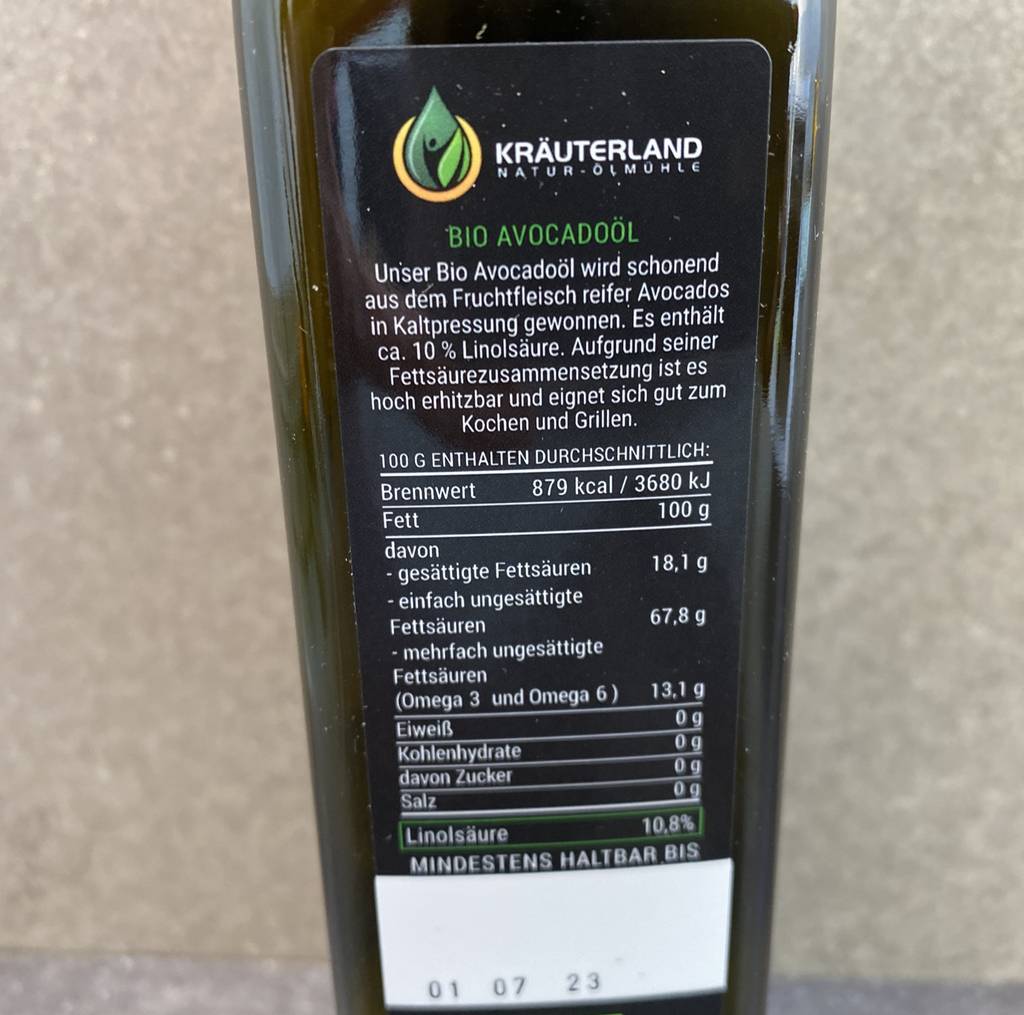 KRÄUTERLAND
NATUR-ÖLMÜHLE
BIO AVOCADOÖL
Unser Bio Avocadoöl wird schonend
aus dem Fruchtfleisch reifer Avocados
in Kaltpressung gewonnen. Es enthält
ca. 10 % Linolsäure. Aufgrund seiner
Fettsäurezusammensetzung ist es
hoch erhitzbar und eignet sich gut zum
Kochen und Grillen.
100 G ENTHALTEN DURCHSCHNITTLICH:
Brennwert 879 kcal / 3680 kJ
Fett 100 g
davon
- gesättigte Fettsäuren 18,1 g
- einfach ungesättigte
Fettsäuren 67,8 g
- mehrfach ungesättigte
Fettsäuren
(Omega 3 und Omega 6) 13,1 g
Eiweiß 0 g
Kohlenhydrate 0 g
davon Zucker 0 g
Salz 0 g
Linolsäure 10,8%
MINDESTENS HALTBAR BIS
01 07 23